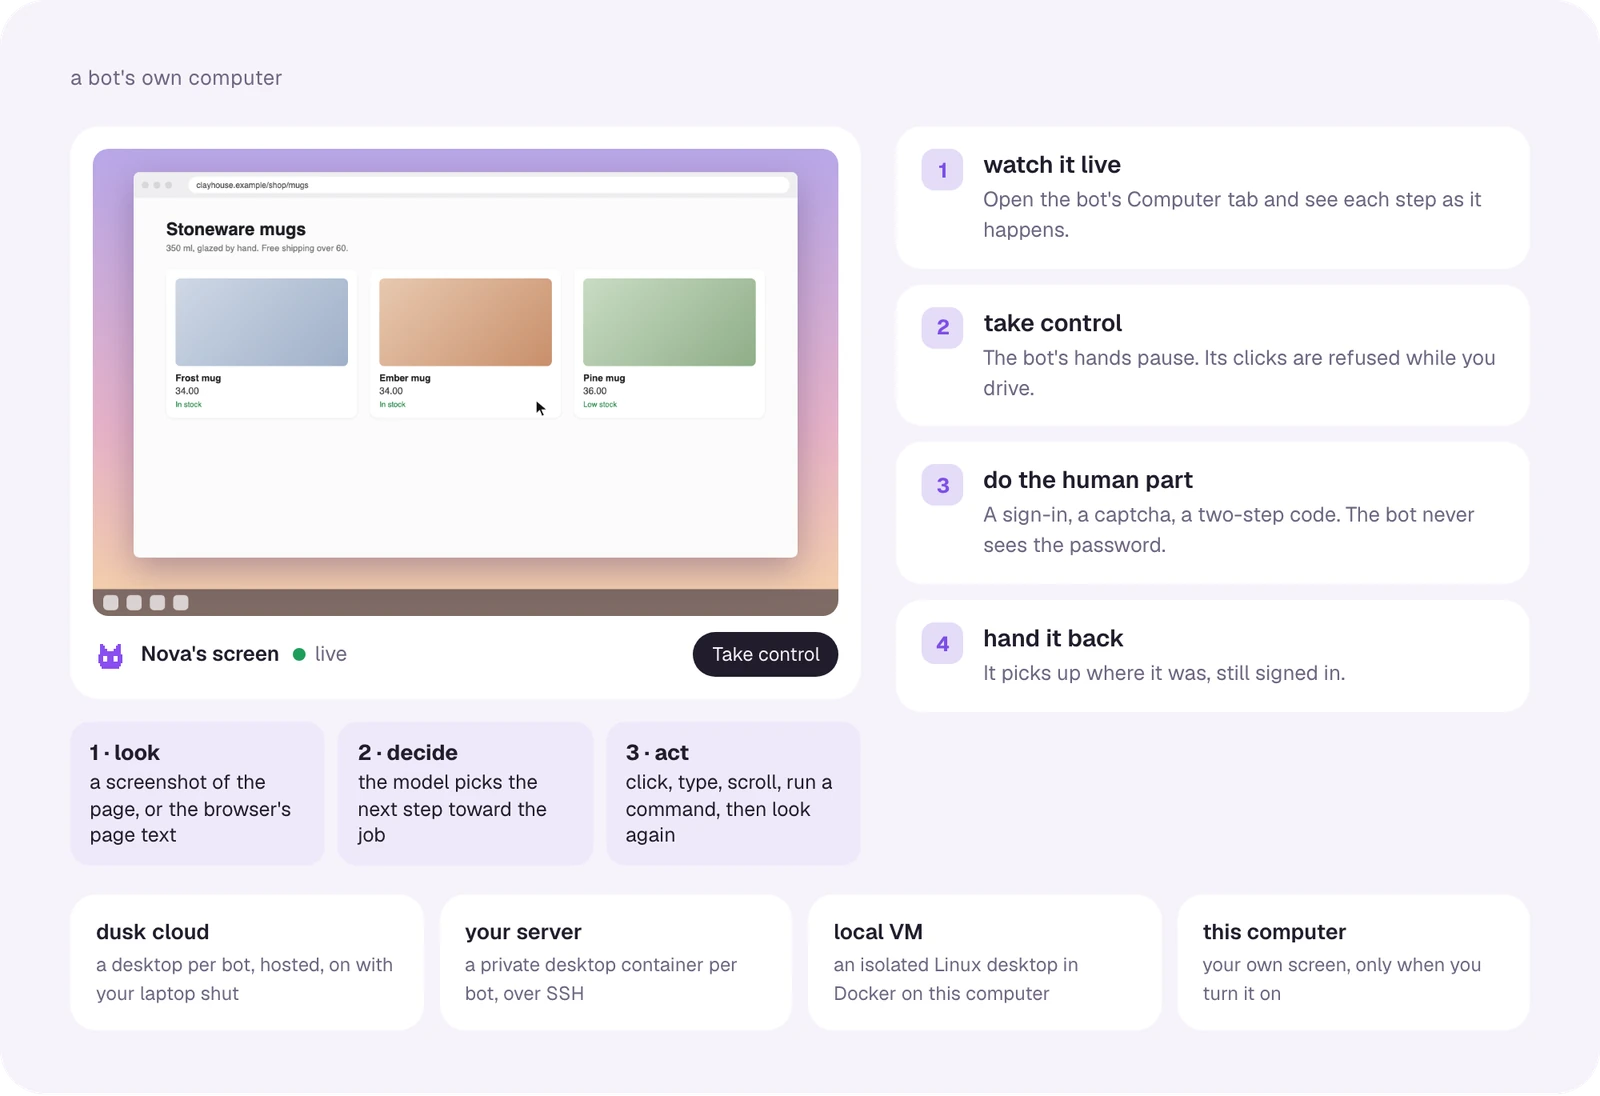 a bot's own computer
clayhouse.example/shop/mugs
Stoneware mugs
350 ml, glazed by hand. Free shipping over 60.
Frost mug
34.00
In stock
Ember mug
34.00
In stock
Pine mug
36.00
Low stock
Nova's screen
live
Take control
1
watch it live
Open the bot's Computer tab and see each step as it
happens.
2
take control
The bot's hands pause. Its clicks are refused while you
drive.
3
do the human part
A sign-in, a captcha, a two-step code. The bot never
sees the password.
4
hand it back
It picks up where it was, still signed in.
1 · look
a screenshot of the
page, or the browser's
page text
2 · decide
the model picks the
next step toward the
job
3 · act
click, type, scroll, run a
command, then look
again
dusk cloud
a desktop per bot, hosted, on with
your laptop shut
your server
a private desktop container per
bot, over SSH
local VM
an isolated Linux desktop in
Docker on this computer
this computer
your own screen, only when you
turn it on